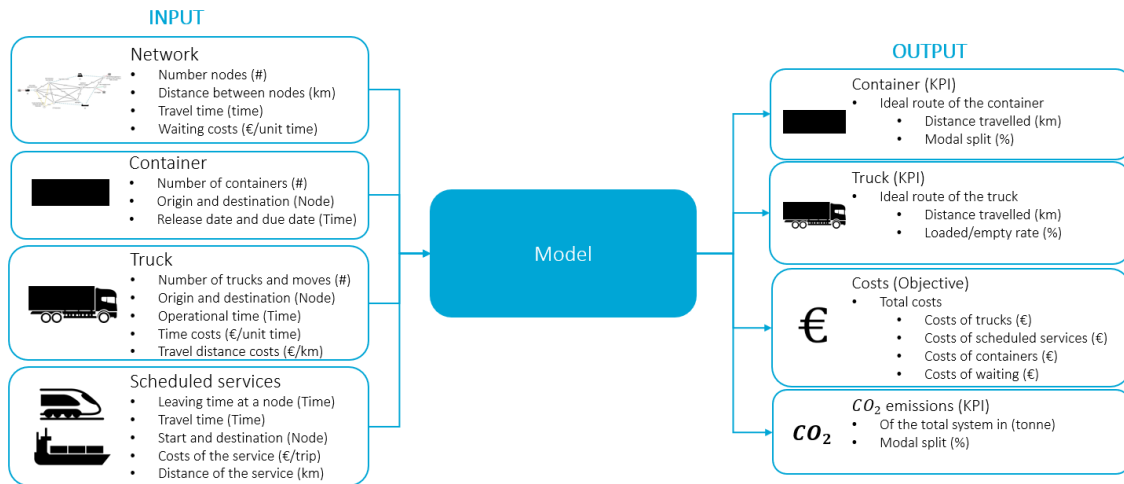 INPUT
Network
• Number nodes (#)
• Distance between nodes (km)
• Travel time (time)
• Waiting costs (€/unit time)
Container
• Number of containers (#)
• Origin and destination (Node)
• Release date and due date (Time)
Truck
• Number of trucks and moves (#)
• Origin and destination (Node)
• Operational time (Time)
• Time costs (€/unit time)
• Travel distance costs (€/km)
Scheduled services
• Leaving time at a node (Time)
• Travel time (Time)
• Start and destination (Node)
• Costs of the service (€/trip)
• Distance of the service (km)
Model
OUTPUT
Container (KPI)
• Ideal route of the container
• Distance travelled (km)
• Modal split (%)
Truck (KPI)
• Ideal route of the truck
• Distance travelled (km)
• Loaded/empty rate (%)
€
Costs (Objective)
• Total costs
• Costs of trucks (€)
• Costs of scheduled services (€)
• Costs of containers (€)
• Costs of waiting (€)
CO₂
CO₂ emissions (KPI)
• Of the total system in (tonne)
• Modal split (%)